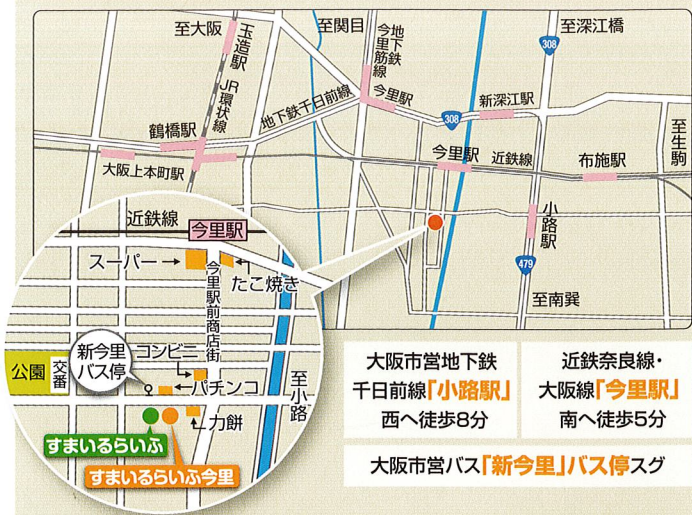 至大阪
玉造駅
JR環状線
至関目
地下鉄
今里筋線
至深江橋
308
地下鉄千日前線
今里駅
308
新深江駅
鶴橋駅
大阪上本町駅
今里駅
近鉄線
布施駅
至生駒
小路駅
479
至南巽
近鉄線
今里駅
スーパー
たこ焼き
今里駅前商店街
新今里
バス停
コンビニ
パチンコ
公園
交番
力餅
至小路
すまいるらいふ
すまいるらいふ今里
大阪市営地下鉄
千日前線「小路駅」
西へ徒歩8分
近鉄奈良線・
大阪線「今里駅」
南へ徒歩5分
大阪市営バス「新今里」バス停スグ